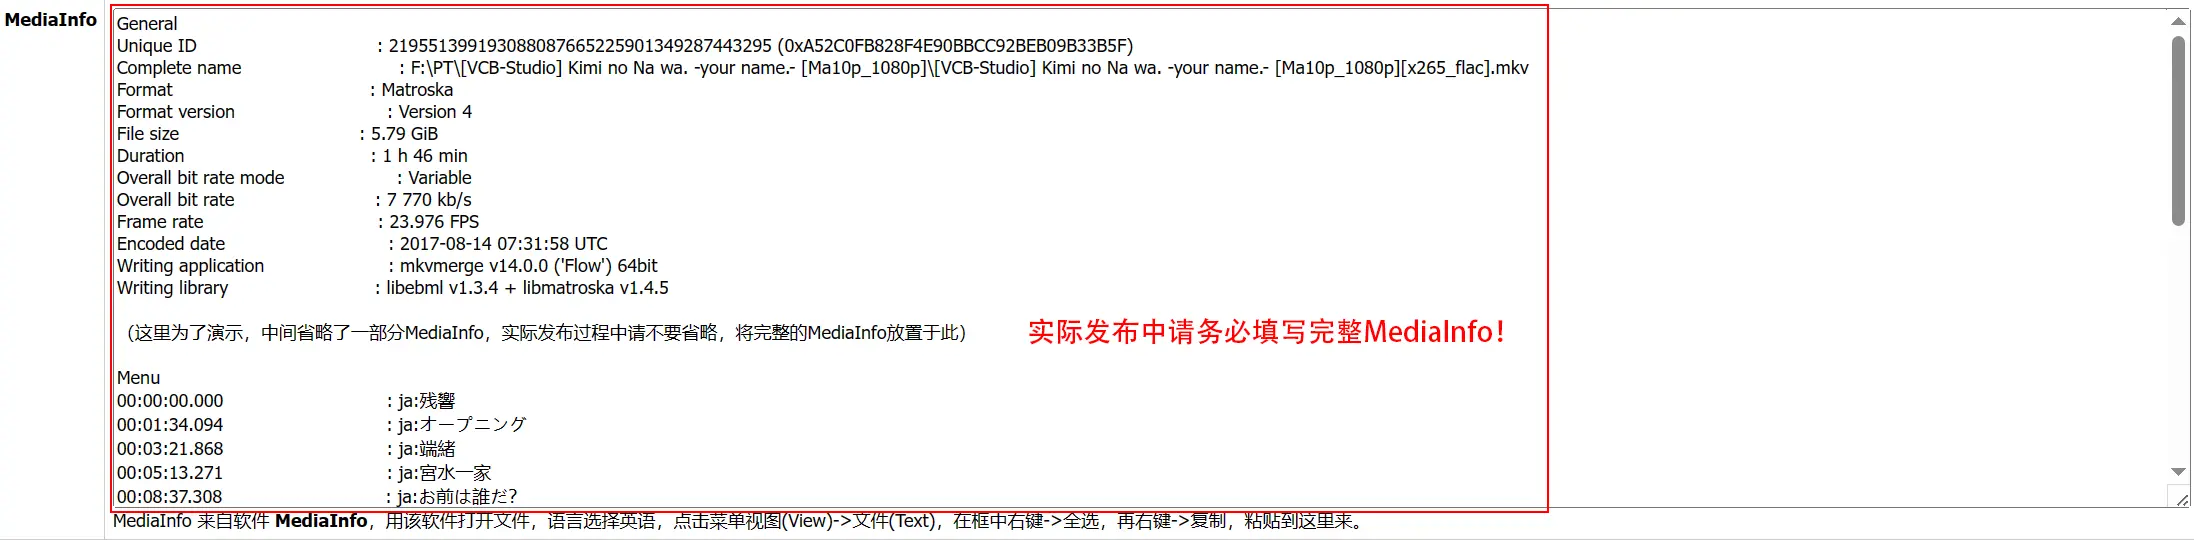 MediaInfo
General
Unique ID : 219551399193088087665225901349287443295 (0xA52C0FB828F4E90BBCC92BEB09B33B5F)
Complete name : F:\PT\[VCB-Studio] Kimi no Na wa. -your name.- [Ma10p_1080p]\[VCB-Studio] Kimi no Na wa. -your name.- [Ma10p_1080p][x265_flac].mkv
Format : Matroska
Format version : Version 4
File size : 5.79 GiB
Duration : 1 h 46 min
Overall bit rate mode : Variable
Overall bit rate : 7 770 kb/s
Frame rate : 23.976 FPS
Encoded date : 2017-08-14 07:31:58 UTC
Writing application : mkvmerge v14.0.0 ('Flow') 64bit
Writing library : libebml v1.3.4 + libmatroska v1.4.5
（这里为了演示，中间省略了一部分MediaInfo，实际发布过程中请不要省略，将完整的MediaInfo放置于此）
实际发布中请务必填写完整MediaInfo！
Menu
00:00:00.000 : ja:残響
00:01:34.094 : ja:オープニング
00:03:21.868 : ja:端緒
00:05:13.271 : ja:宮水一家
00:08:37.308 : ja:お前は誰だ?
MediaInfo 来自软件 MediaInfo，用该软件打开文件，语言选择英语，点击菜单视图(View)->文件(Text)，在框中右键->全选，再右键->复制，粘贴到这里来。